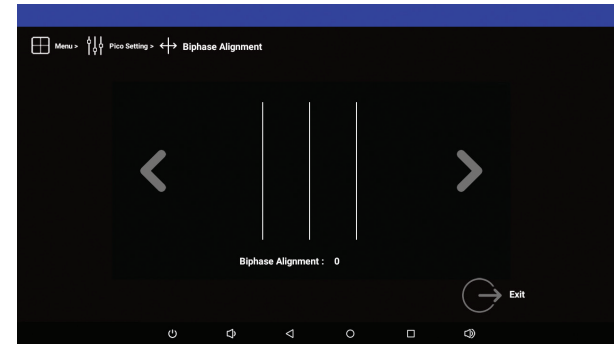 Menu > Pico Setting > Biphase Alignment
Biphase Alignment : 0
Exit